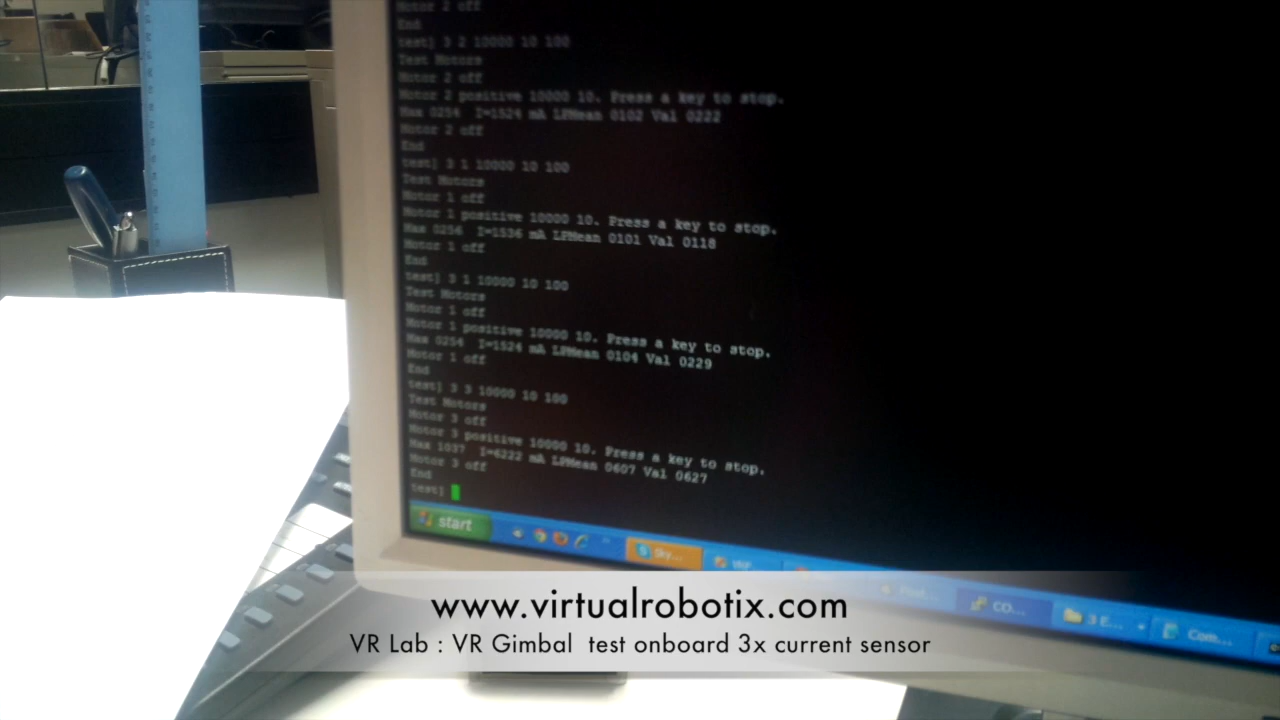 Motor 2 off
End
test] 3 2 10000 10 100
Test Motors
Motor 2 off
Motor 2 positive 10000 10. Press a key to stop.
Max 0254 I=1524 mA LPMean 0102 Val 0222
Motor 2 off
End
test] 3 1 10000 10 100
Test Motors
Motor 1 off
Motor 1 positive 10000 10. Press a key to stop.
Max 0256 I=1536 mA LPMean 0101 Val 0118
Motor 1 off
End
test] 3 1 10000 10 100
Test Motors
Motor 1 off
Motor 1 positive 10000 10. Press a key to stop.
Max 0254 I=1524 mA LPMean 0104 Val 0229
Motor 1 off
End
test] 3 3 10000 10 100
Test Motors
Motor 3 off
Motor 3 positive 10000 10. Press a key to stop.
Max 1037 I=6222 mA LPMean 0607 Val 0627
Motor 3 off
End
test]
start Sky... CO... 3 E... Com...
www.virtualrobotix.com
VR Lab : VR Gimbal test onboard 3x current sensor